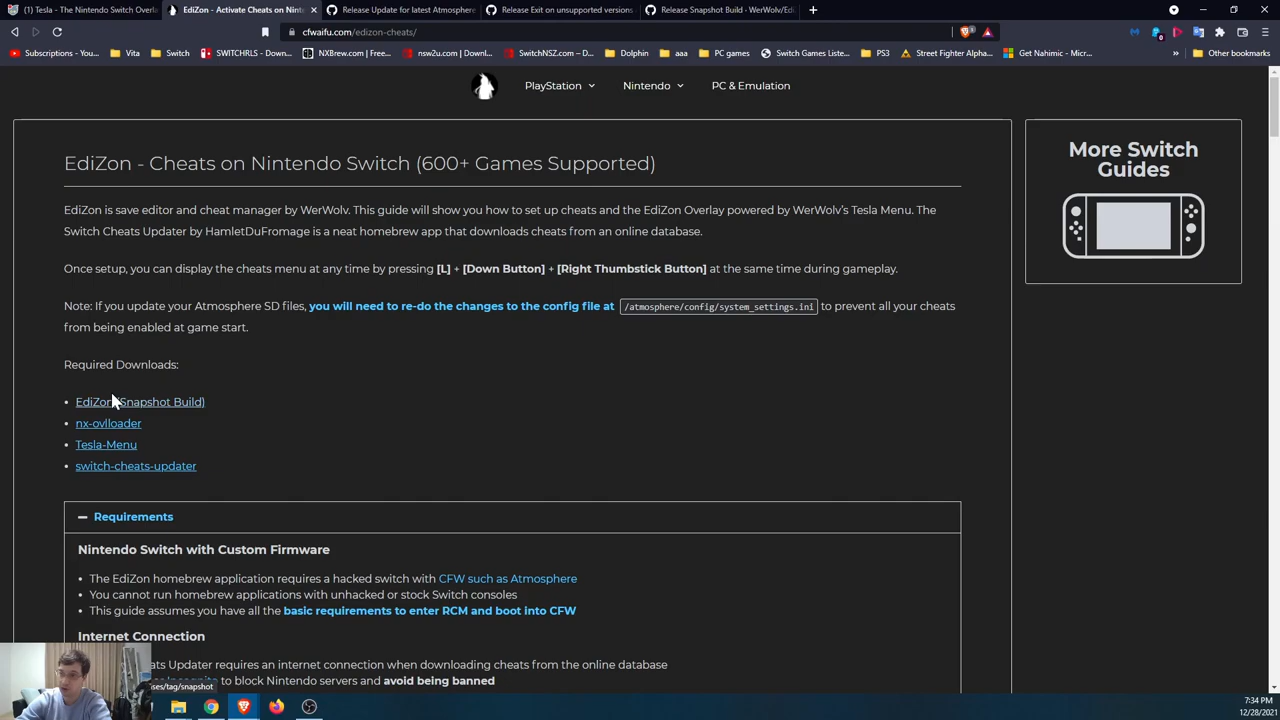 (1) Tesla - The Nintendo Switch Overl
EdiZon - Activate Cheats on Ninte
Release Update for latest Atmosphere
Release Exit on unsupported versions
Release Snapshot Build - WerWolv/Edi
cfwaifu.com/edizon-cheats/
Subscriptions - You...
Vita
Switch
SWITCHRLS - D...
NXBrew.com | Free...
nsw2u.com | Downl...
SwitchNSZ.com – D...
Dolphin
aaa
PC games
Switch Games Liste...
PS3
Street Fighter Alpha...
Get Nahimic - Micr...
Other bookmarks
PlayStation
Nintendo
PC & Emulation
EdiZon - Cheats on Nintendo Switch (600+ Games Supported)
EdiZon is save editor and cheat manager by WerWolv. This guide will show you how to set up cheats and the EdiZon Overlay powered by WerWolv's Tesla Menu. The
Switch Cheats Updater by HamletDuFromage is a neat homebrew app that downloads cheats from an online database.
Once setup, you can display the cheats menu at any time by pressing [L] + [Down Button] + [Right Thumbstick Button] at the same time during gameplay.
Note: If you update your Atmosphere SD files, you will need to re-do the changes to the config file at /atmosphere/config/system_settings.ini to prevent all your cheats
from being enabled at game start.
Required Downloads:
• EdiZon (Snapshot Build)
• nx-ovlloader
• Tesla-Menu
• switch-cheats-updater
More Switch
Guides
Requirements
Nintendo Switch with Custom Firmware
• The EdiZon homebrew application requires a hacked switch with CFW such as Atmosphere
• You cannot run homebrew applications with unhacked or stock Switch consoles
• This guide assumes you have all the basic requirements to enter RCM and boot into CFW
Internet Connection
ats Updater requires an internet connection when downloading cheats from the online database
Incognito to block Nintendo servers and avoid being banned
ses/tag/snapshot
7:34 PM
12/28/2021